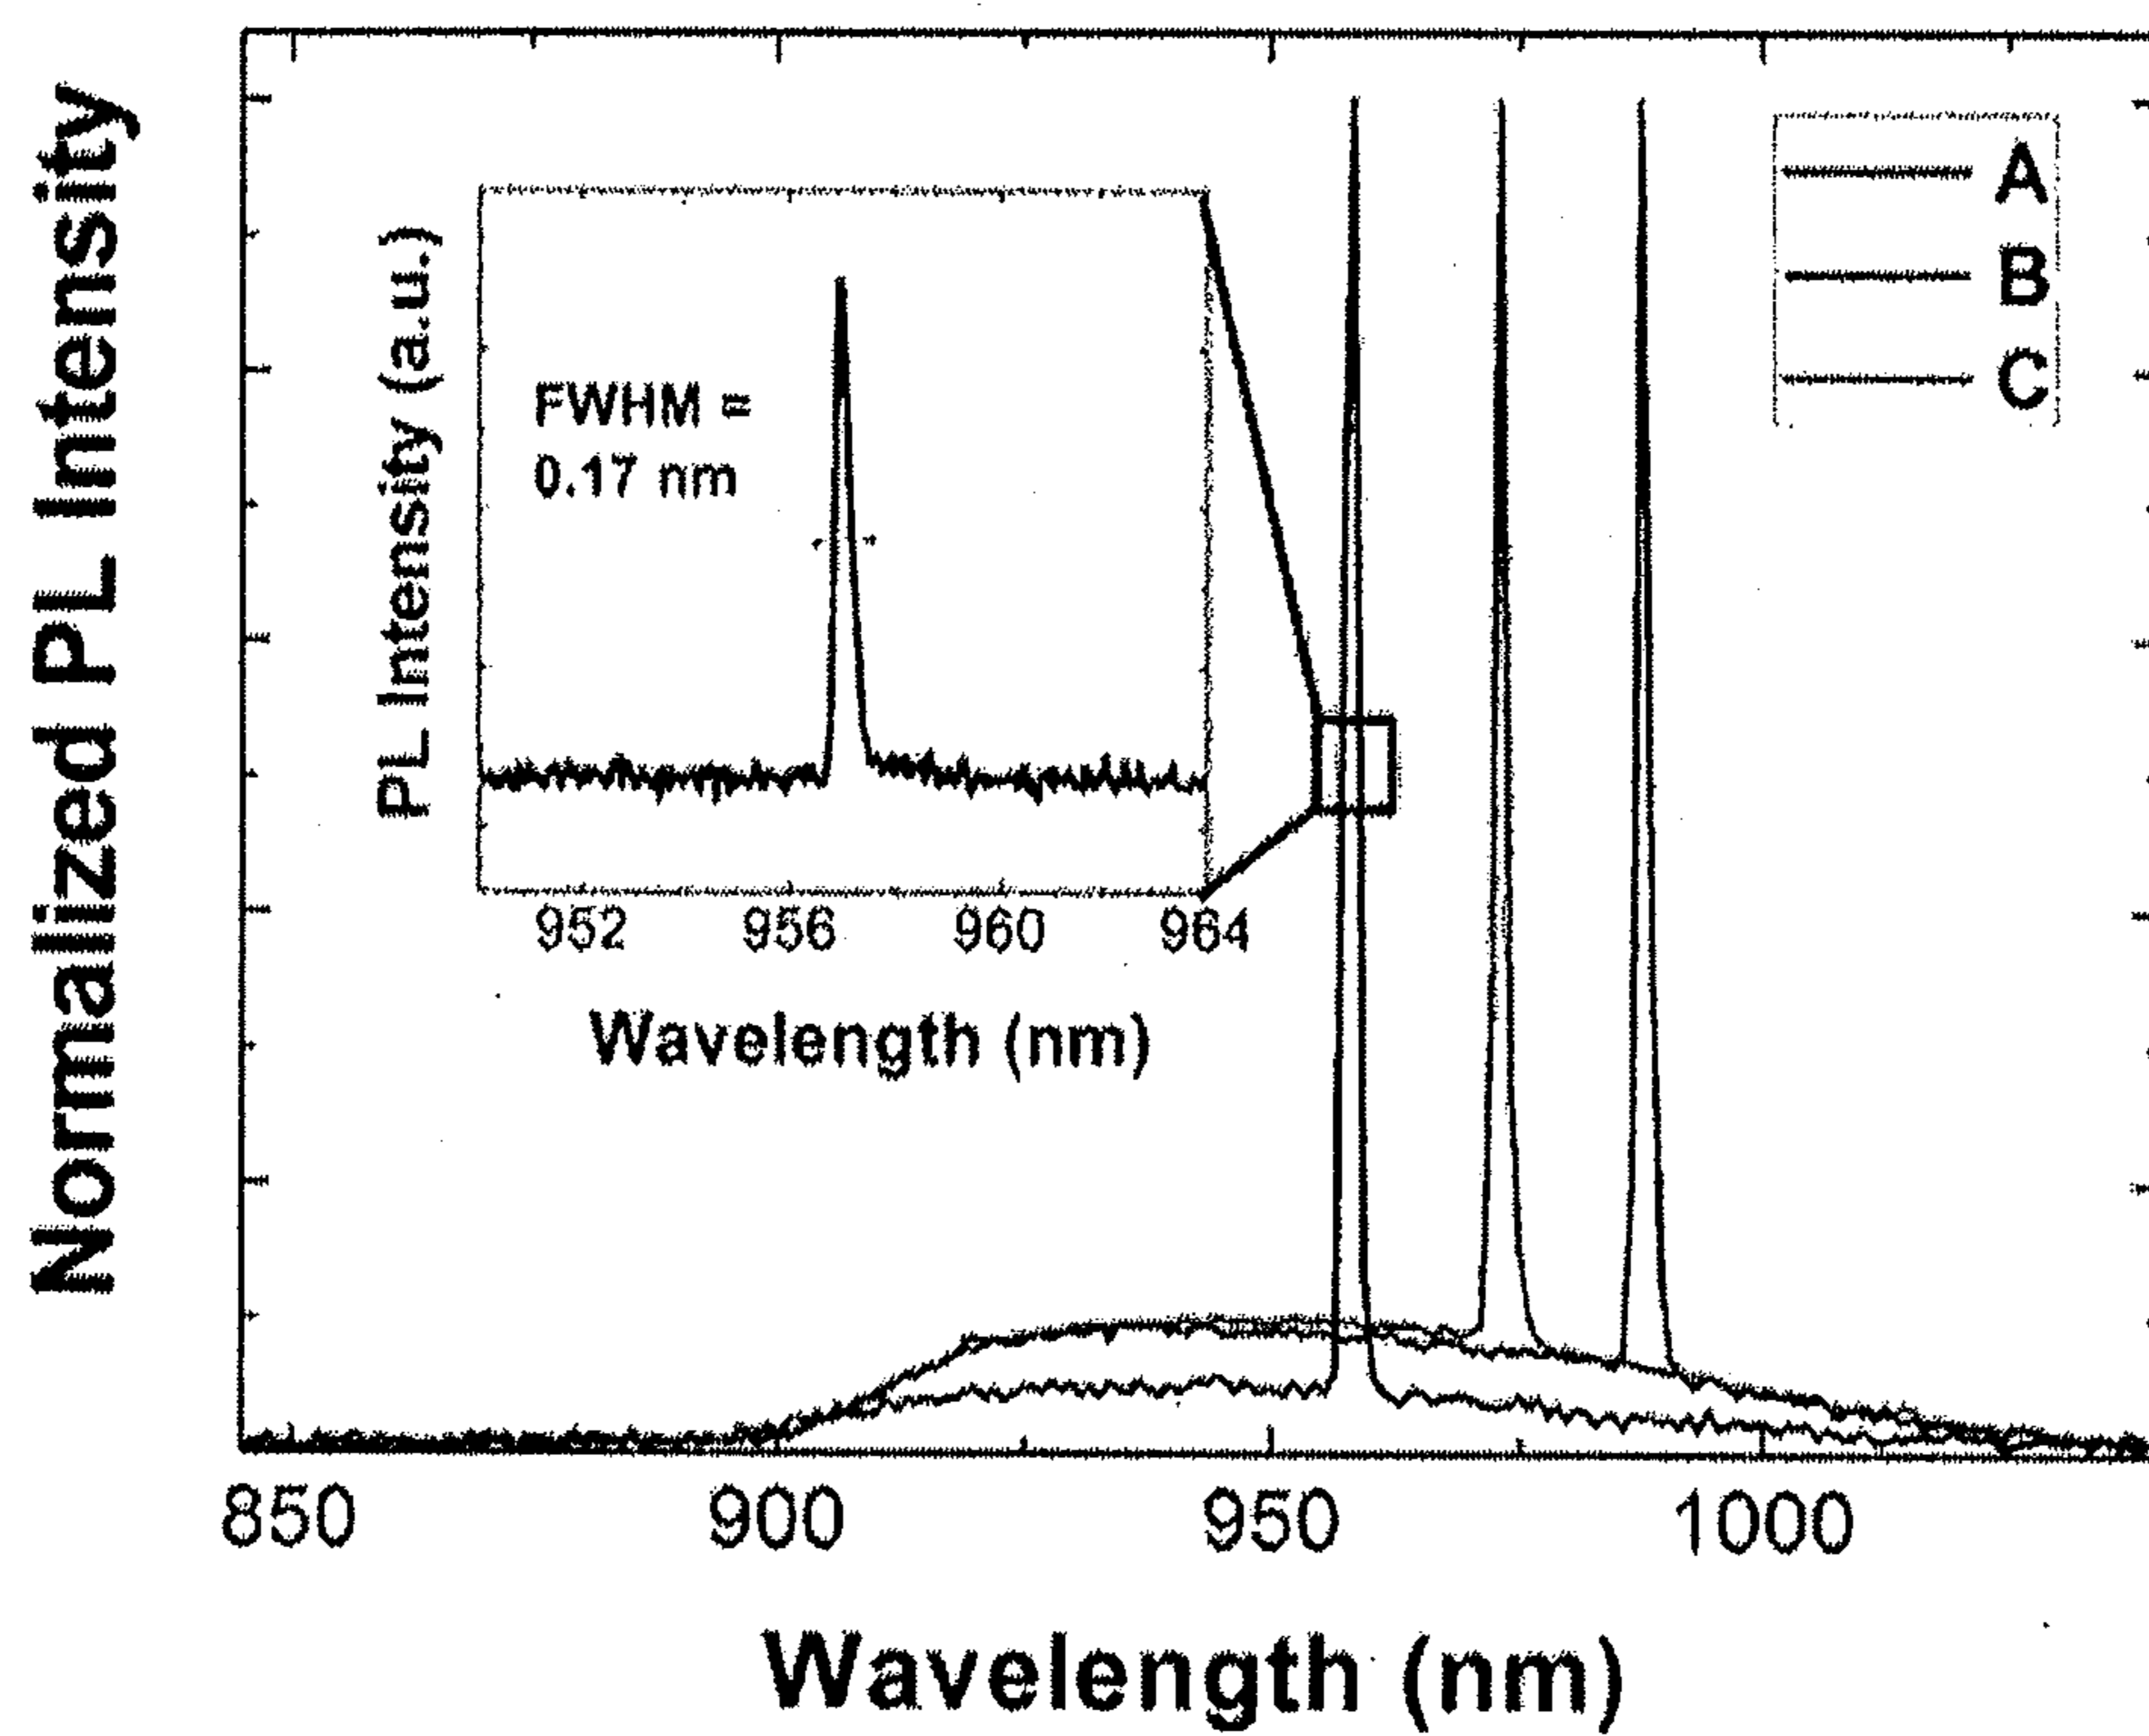 Normalized PL Intensity
A
B
C
PL Intensity (a.u.)
FWHM =
0.17 nm
952 956 960 964
Wavelength (nm)
850 900 950 1000
Wavelength (nm)